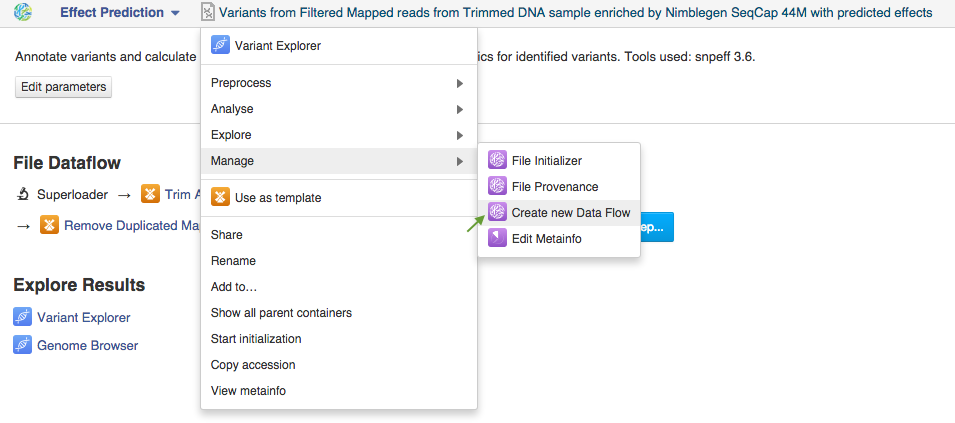 Effect Prediction
Variants from Filtered Mapped reads from Trimmed DNA sample enriched by Nimblegen SeqCap 44M with predicted effects
Variant Explorer
Annotate variants and calculate
ics for identified variants. Tools used: snpeff 3.6.
Edit parameters
Preprocess
Analyse
Explore
Manage
File Initializer
File Provenance
Create new Data Flow
Edit Metainfo
Use as template
Share
Rename
Add to...
Show all parent containers
Start initialization
Copy accession
View metainfo
File Dataflow
Superloader → Trim A
→ Remove Duplicated Ma
ep...
Explore Results
Variant Explorer
Genome Browser